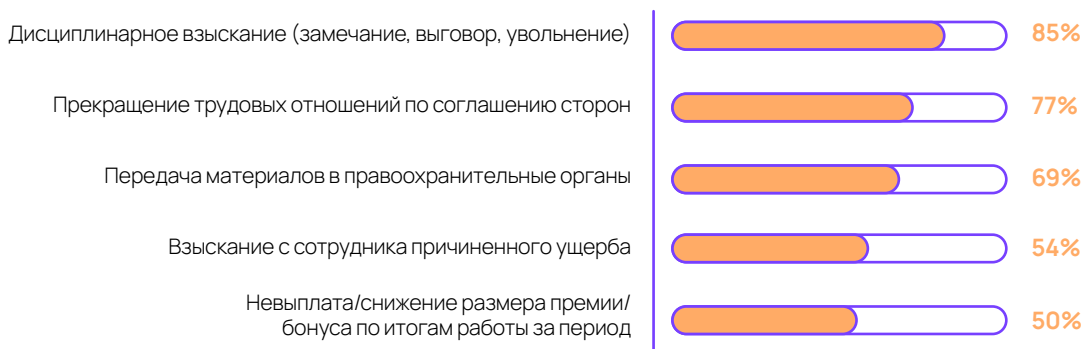 Дисциплинарное взыскание (замечание, выговор, увольнение)
85%
Прекращение трудовых отношений по соглашению сторон
77%
Передача материалов в правоохранительные органы
69%
Взыскание с сотрудника причиненного ущерба
54%
Невыплата/снижение размера премии/
бонуса по итогам работы за период
50%